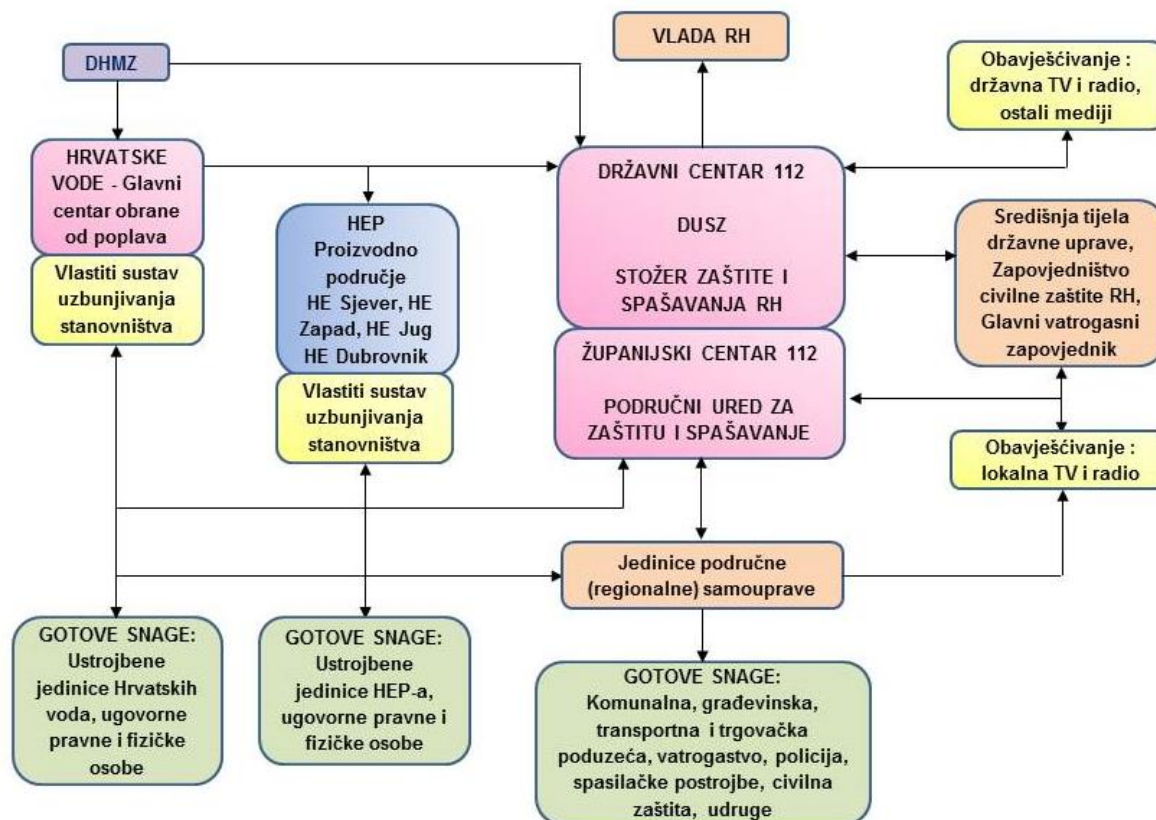 VLADA RH
DHMZ
Obavješćivanje :
državna TV i radio,
ostali mediji
HRVATSKE
VODE - Glavni
centar obrane
od poplava
Vlastiti sustav
uzbunjivanja
stanovništva
HEP
Proizvodno
područje
HE Sjever, HE
Zapad, HE Jug
HE Dubrovnik
Vlastiti sustav
uzbunjivanja
stanovništva
DRŽAVNI CENTAR 112
DUSZ
STOŽER ZAŠTITE I
SPAŠAVANJA RH
ŽUPANIJSKI CENTAR 112
PODRUČNI URED ZA
ZAŠTITU I SPAŠAVANJE
Središnja tijela
državne uprave,
Zapovjedništvo
civilne zaštite RH,
Glavni vatrogasni
zapovjednik
Obavješćivanje :
lokalna TV i radio
Jedinice područne
(regionalne) samouprave
GOTOVE SNAGE:
Ustrojbene
jedinice Hrvatskih
voda, ugovorne
pravne i fizičke
osobe
GOTOVE SNAGE:
Ustrojbene
jedinice HEP-a,
ugovorne pravne i
fizičke osobe
GOTOVE SNAGE:
Komunalna, građevinska,
transportna i trgovačka
poduzeća, vatrogastvo, policija,
spasilačke postrojbe, civilna
zaštita, udruge